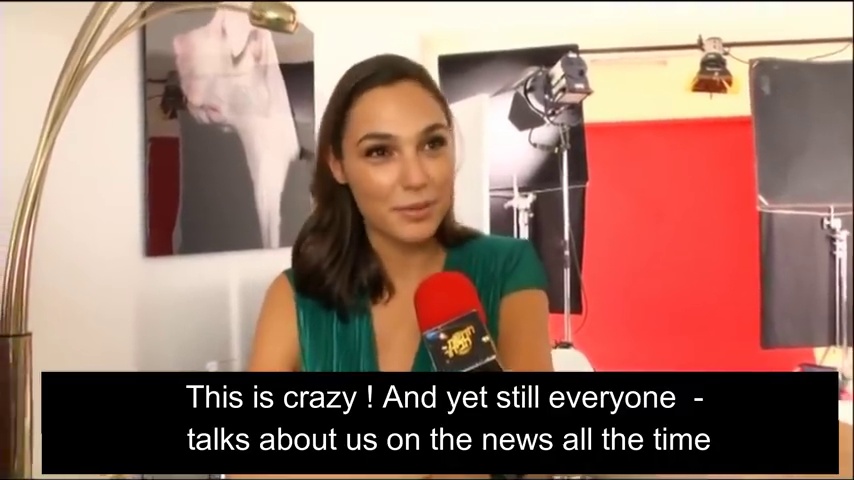 This is crazy ! And yet still everyone -
talks about us on the news all the time